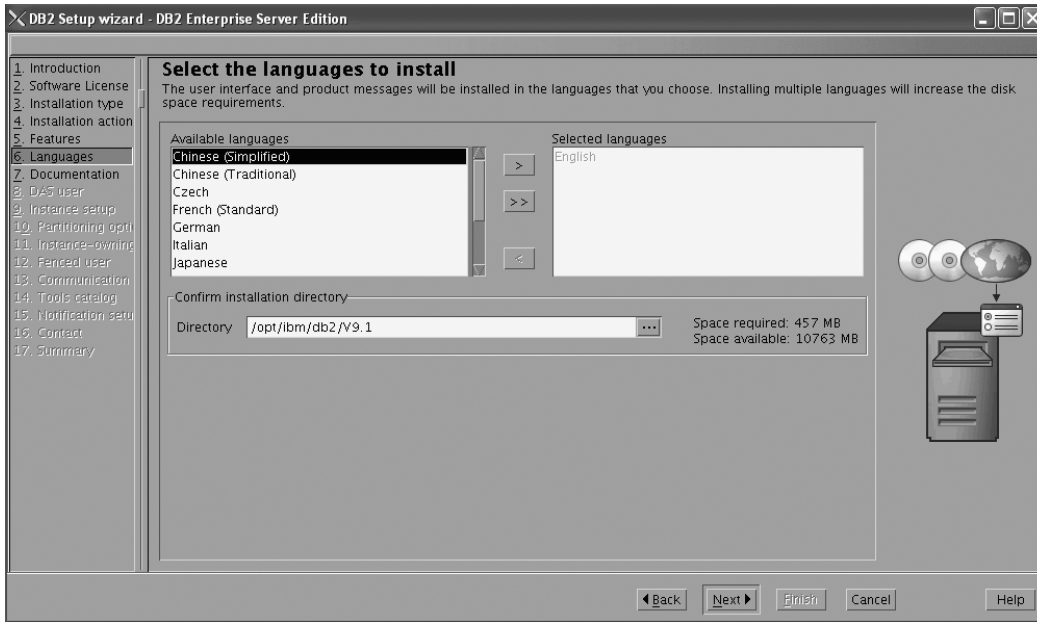 DB2 Setup wizard - DB2 Enterprise Server Edition
1. Introduction
2. Software License
3. Installation type
4. Installation action
5. Features
6. Languages
7. Documentation
8. DAS user
9. Instance setup
10. Partitioning opti
11. Instance-owning
12. Fenced user
13. Communication
14. Tools catalog
15. Notification setu
16. Contact
17. Summary
Select the languages to install
The user interface and product messages will be installed in the languages that you choose. Installing multiple languages will increase the disk
space requirements.
Available languages
Chinese (Simplified)
Chinese (Traditional)
Czech
French (Standard)
German
Italian
Japanese
>
>>
<
Selected languages
English
Confirm installation directory
Directory /opt/ibm/db2/V9.1 ...
Space required: 457 MB
Space available: 10763 MB
Back Next Finish Cancel Help